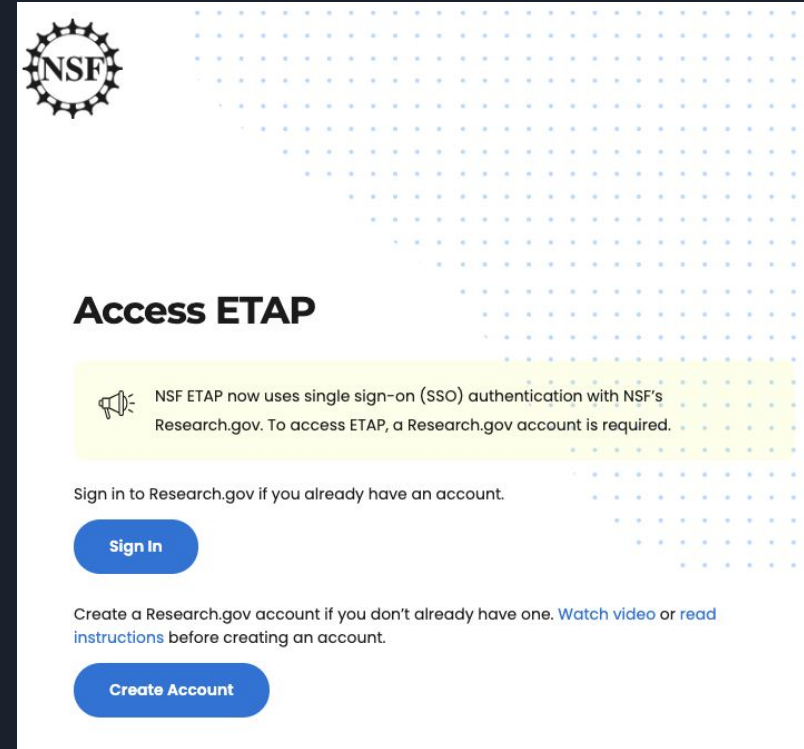 NSF
Access ETAP
NSF ETAP now uses single sign-on (SSO) authentication with NSF's
Research.gov. To access ETAP, a Research.gov account is required.
Sign in to Research.gov if you already have an account.
Sign In
Create a Research.gov account if you don't already have one. Watch video or read
instructions before creating an account.
Create Account